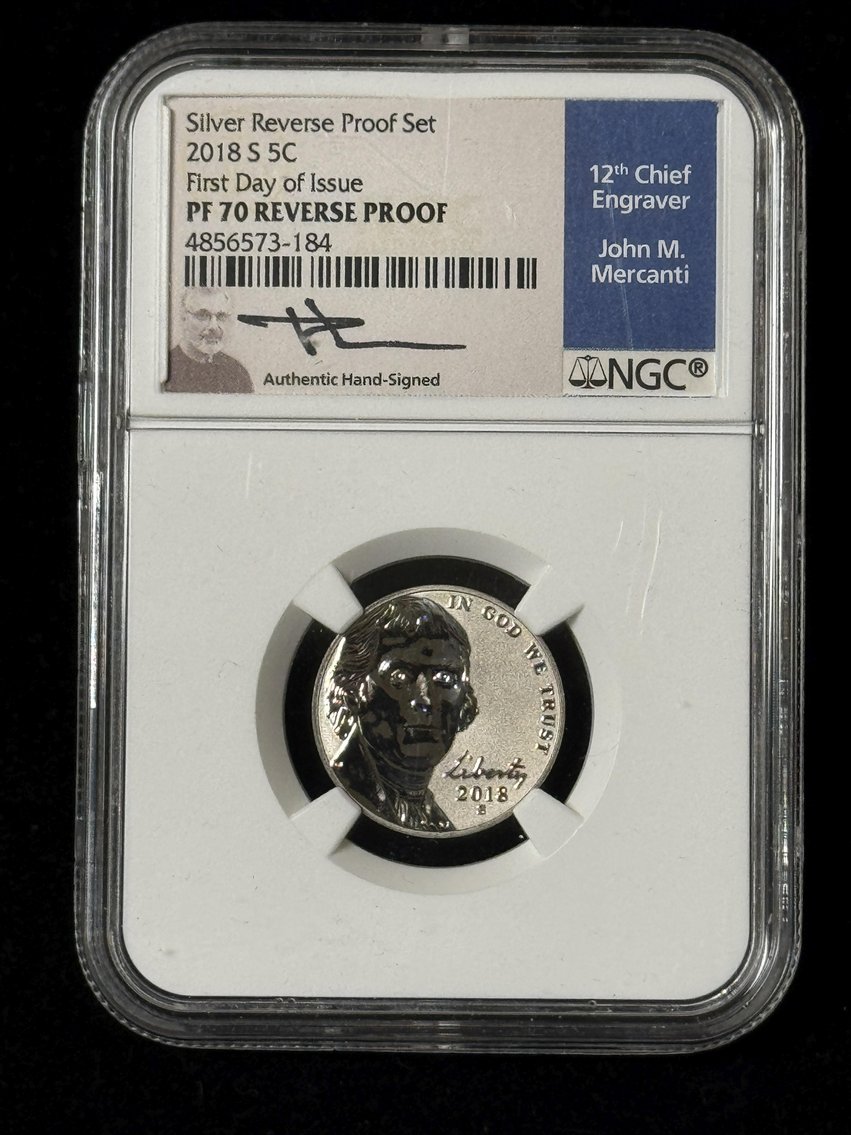 Silver Reverse Proof Set
2018 S 5C
First Day of Issue
PF 70 REVERSE PROOF
4856573-184
Authentic Hand-Signed
12th Chief
Engraver
John M.
Mercanti
NGC®
IN GOD WE TRUST
Liberty
2018
S